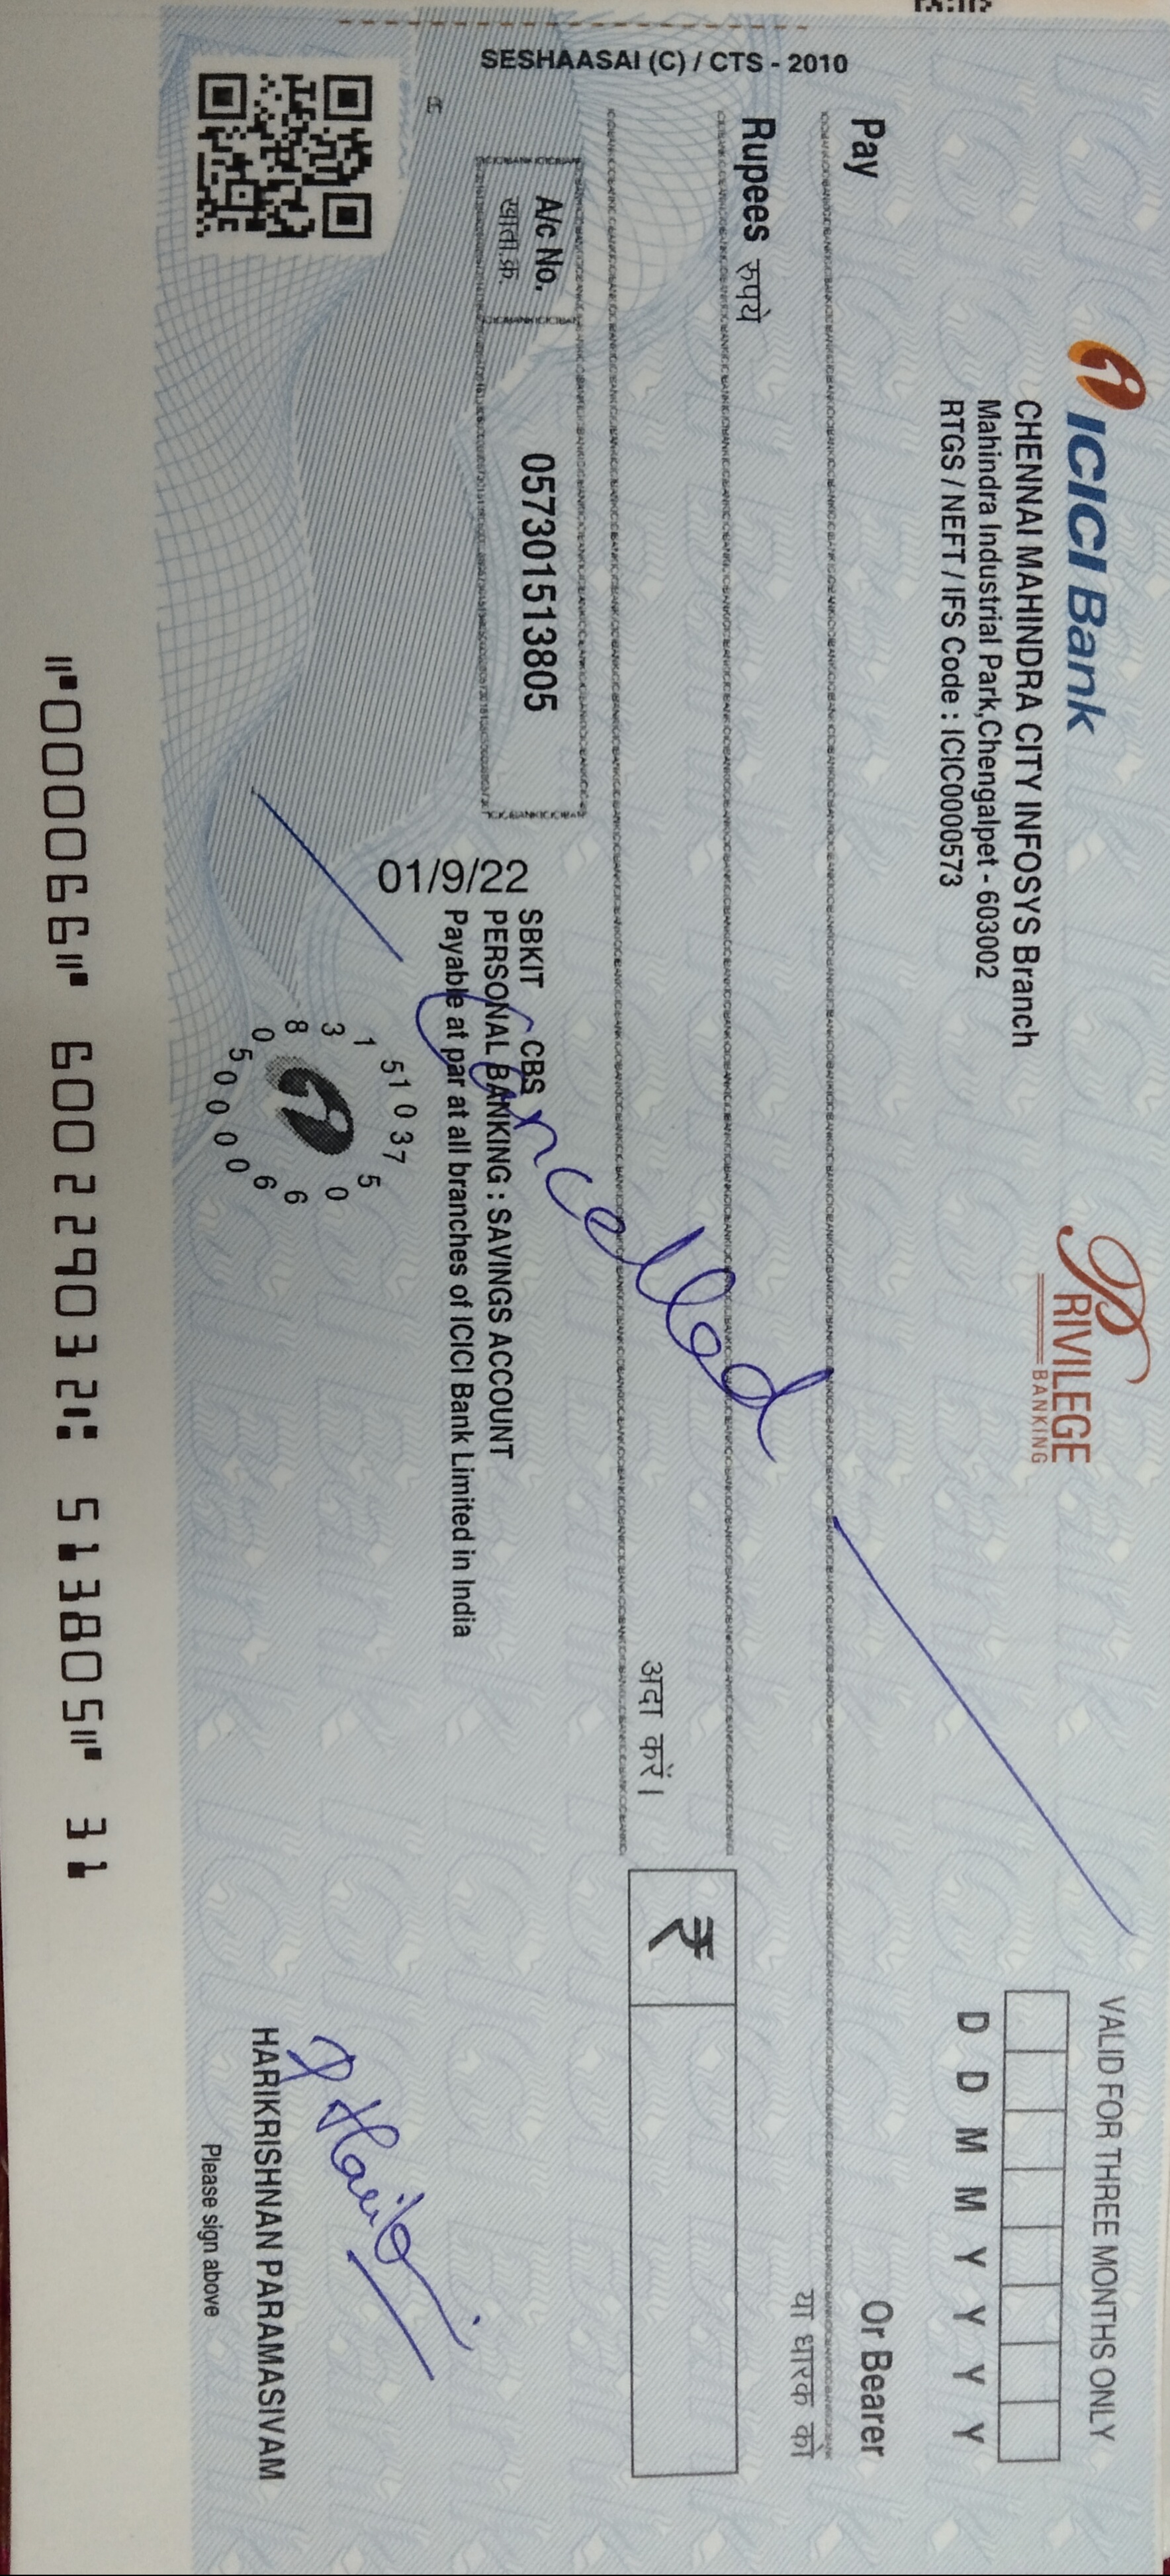 ICICI Bank
CHENNAI MAHINDRA CITY INFOSYS Branch
Mahindra Industrial Park,Chengalpet - 603002
RTGS / NEFT / IFS Code : ICIC0000573
PRIVILEGE
BANKING
VALID FOR THREE MONTHS ONLY
D D M M Y Y Y Y
Pay
Or Bearer
या धारक को
Rupees रुपये
अदा करें।
₹
A/c No.
खाता.क्र.
057301513805
SBKIT CBS
PERSONAL BANKING : SAVINGS ACCOUNT
Payable at par at all branches of ICICI Bank Limited in India
01/9/22
Cancelled
SESHAASAI (C) / CTS - 2010
HARIKRISHNAN PARAMASIVAM
Please sign above
⑈000066⑈ 600229032⑆ 513805⑈ 31